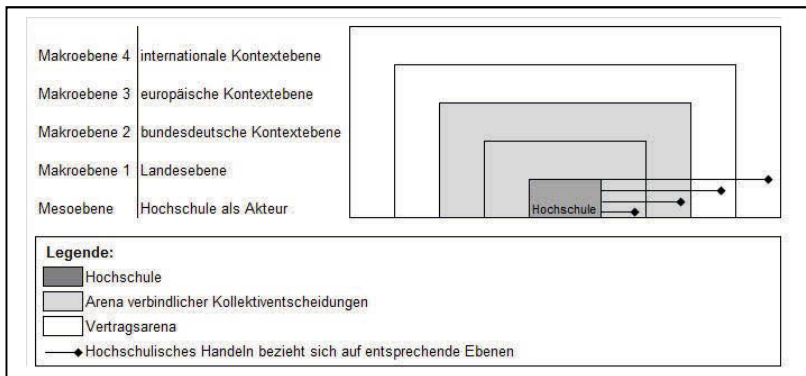 Makroebene 4 internationale Kontextebene
Makroebene 3 europäische Kontextebene
Makroebene 2 bundesdeutsche Kontextebene
Makroebene 1 Landesebene
Mesoebene Hochschule als Akteur
Hochschule
Legende:
Hochschule
Arena verbindlicher Kollektiventscheidungen
Vertragsarena
Hochschulisches Handeln bezieht sich auf entsprechende Ebenen